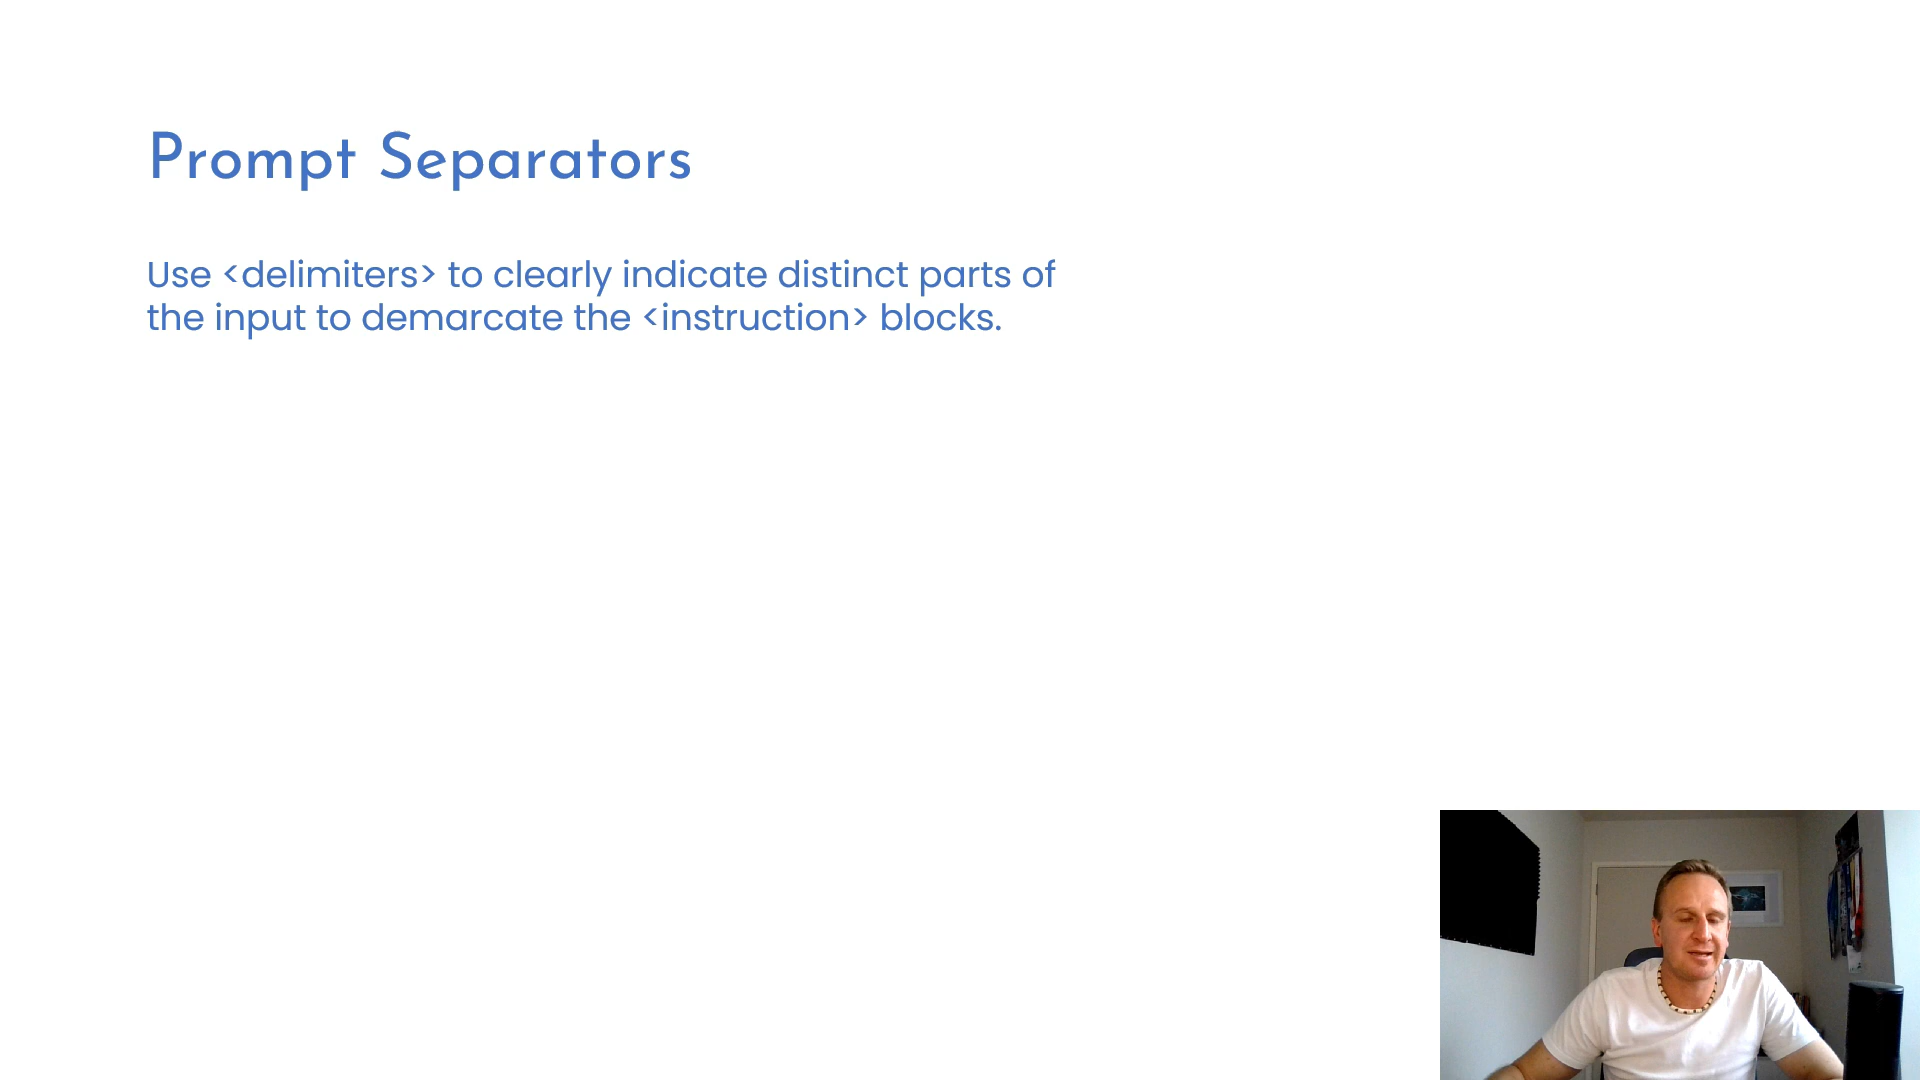 Prompt Separators
Use <delimiters> to clearly indicate distinct parts of
the input to demarcate the <instruction> blocks.